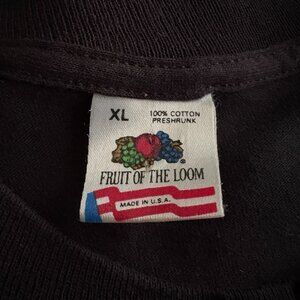 XL
100% COTTON
PRESHRUNK
FRUIT OF THE LOOM
MADE IN U.S.A.